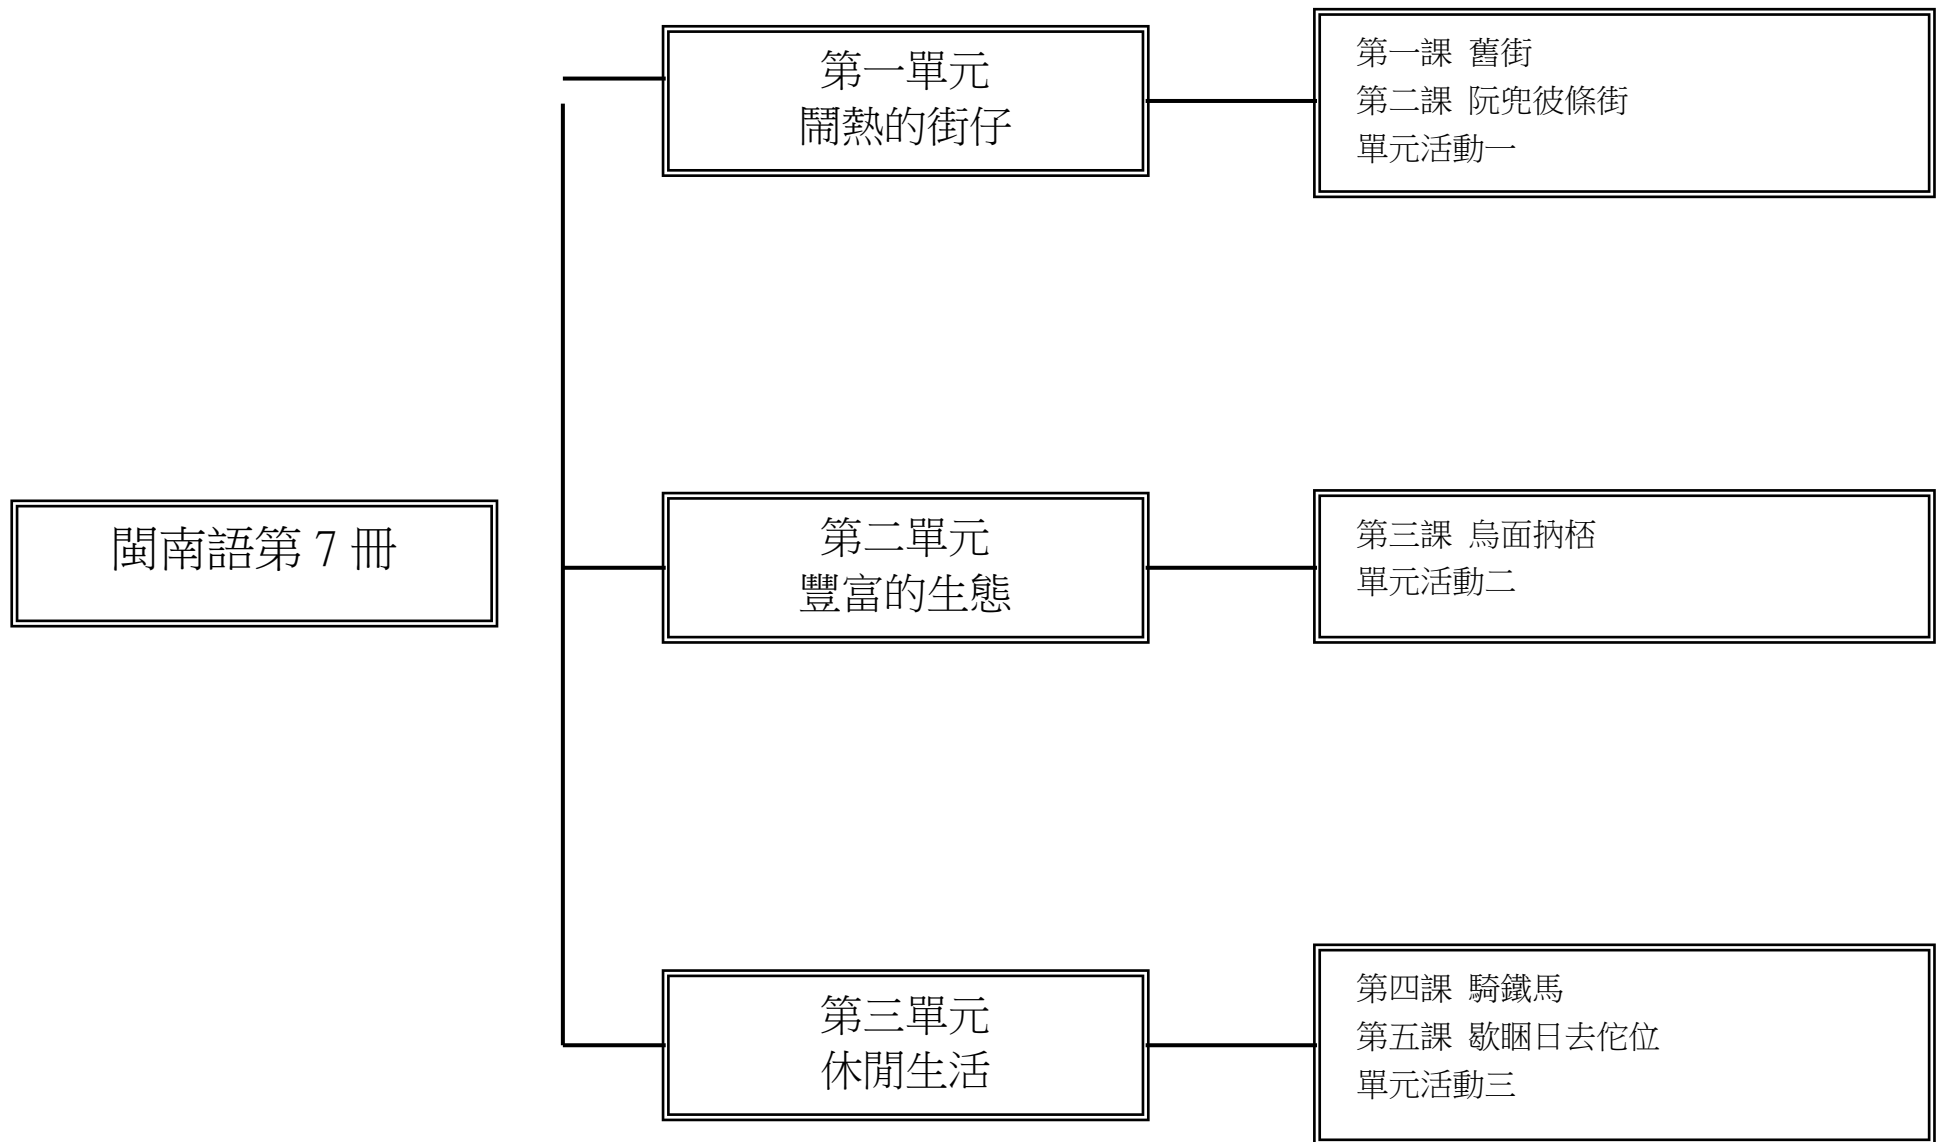 閩南語第 7 冊
第一單元
鬧熱的街仔
第一課 舊街
第二課 阮兜彼條街
單元活動一
第二單元
豐富的生態
第三課 烏面抐桮
單元活動二
第三單元
休閒生活
第四課 騎鐵馬
第五課 歇睏日去佗位
單元活動三